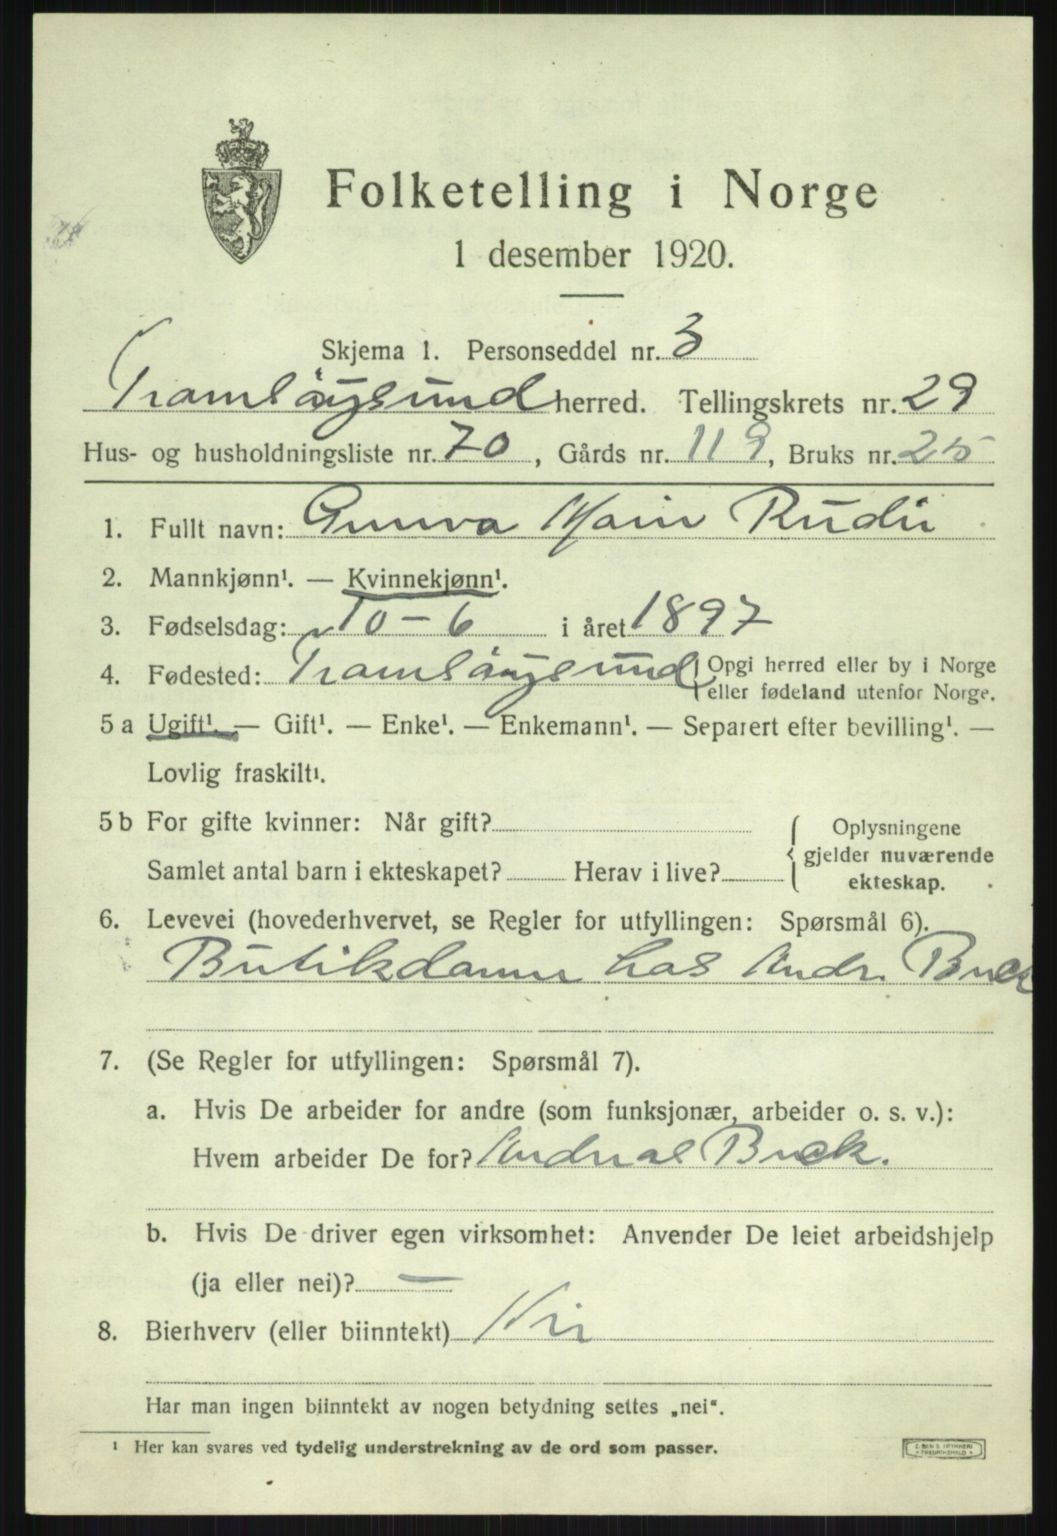 Folketelling i Norge
1 desember 1920.
Skjema 1. Personseddel nr. 3
Tromsøysund herred. Tellingskrets nr. 29
Hus- og husholdningsliste nr. 70, Gårds nr. 119, Bruks nr. 25
1. Fullt navn: Gunva Marie Rudi
2. Mannkjønn¹. — Kvinnekjønn¹.
3. Fødselsdag: 10 - 6 i året 1897
4. Fødested: Tromsøysund { Opgi herred eller by i Norge
eller fødeland utenfor Norge.
5 a Ugift¹. — Gift¹. — Enke¹. — Enkemann¹. — Separert efter bevilling¹. —
Lovlig fraskilt¹.
5 b For gifte kvinner: Når gift?
Samlet antal barn i ekteskapet? Herav i live?
{ Oplysningene
gjelder nuværende
ekteskap.
6. Levevei (hovederhvervet, se Regler for utfyllingen: Spørsmål 6).
Butikdame hos Andr. Buck
7. (Se Regler for utfyllingen: Spørsmål 7).
a. Hvis De arbeider for andre (som funksjonær, arbeider o. s. v.):
Hvem arbeider De for? Andreas Buck.
b. Hvis De driver egen virksomhet: Anvender De leiet arbeidshjelp
(ja eller nei)? —
8. Bierhverv (eller biinntekt) Nei
Har man ingen biinntekt av nogen betydning settes „nei“.
¹ Her kan svares ved tydelig understrekning av de ord som passer.